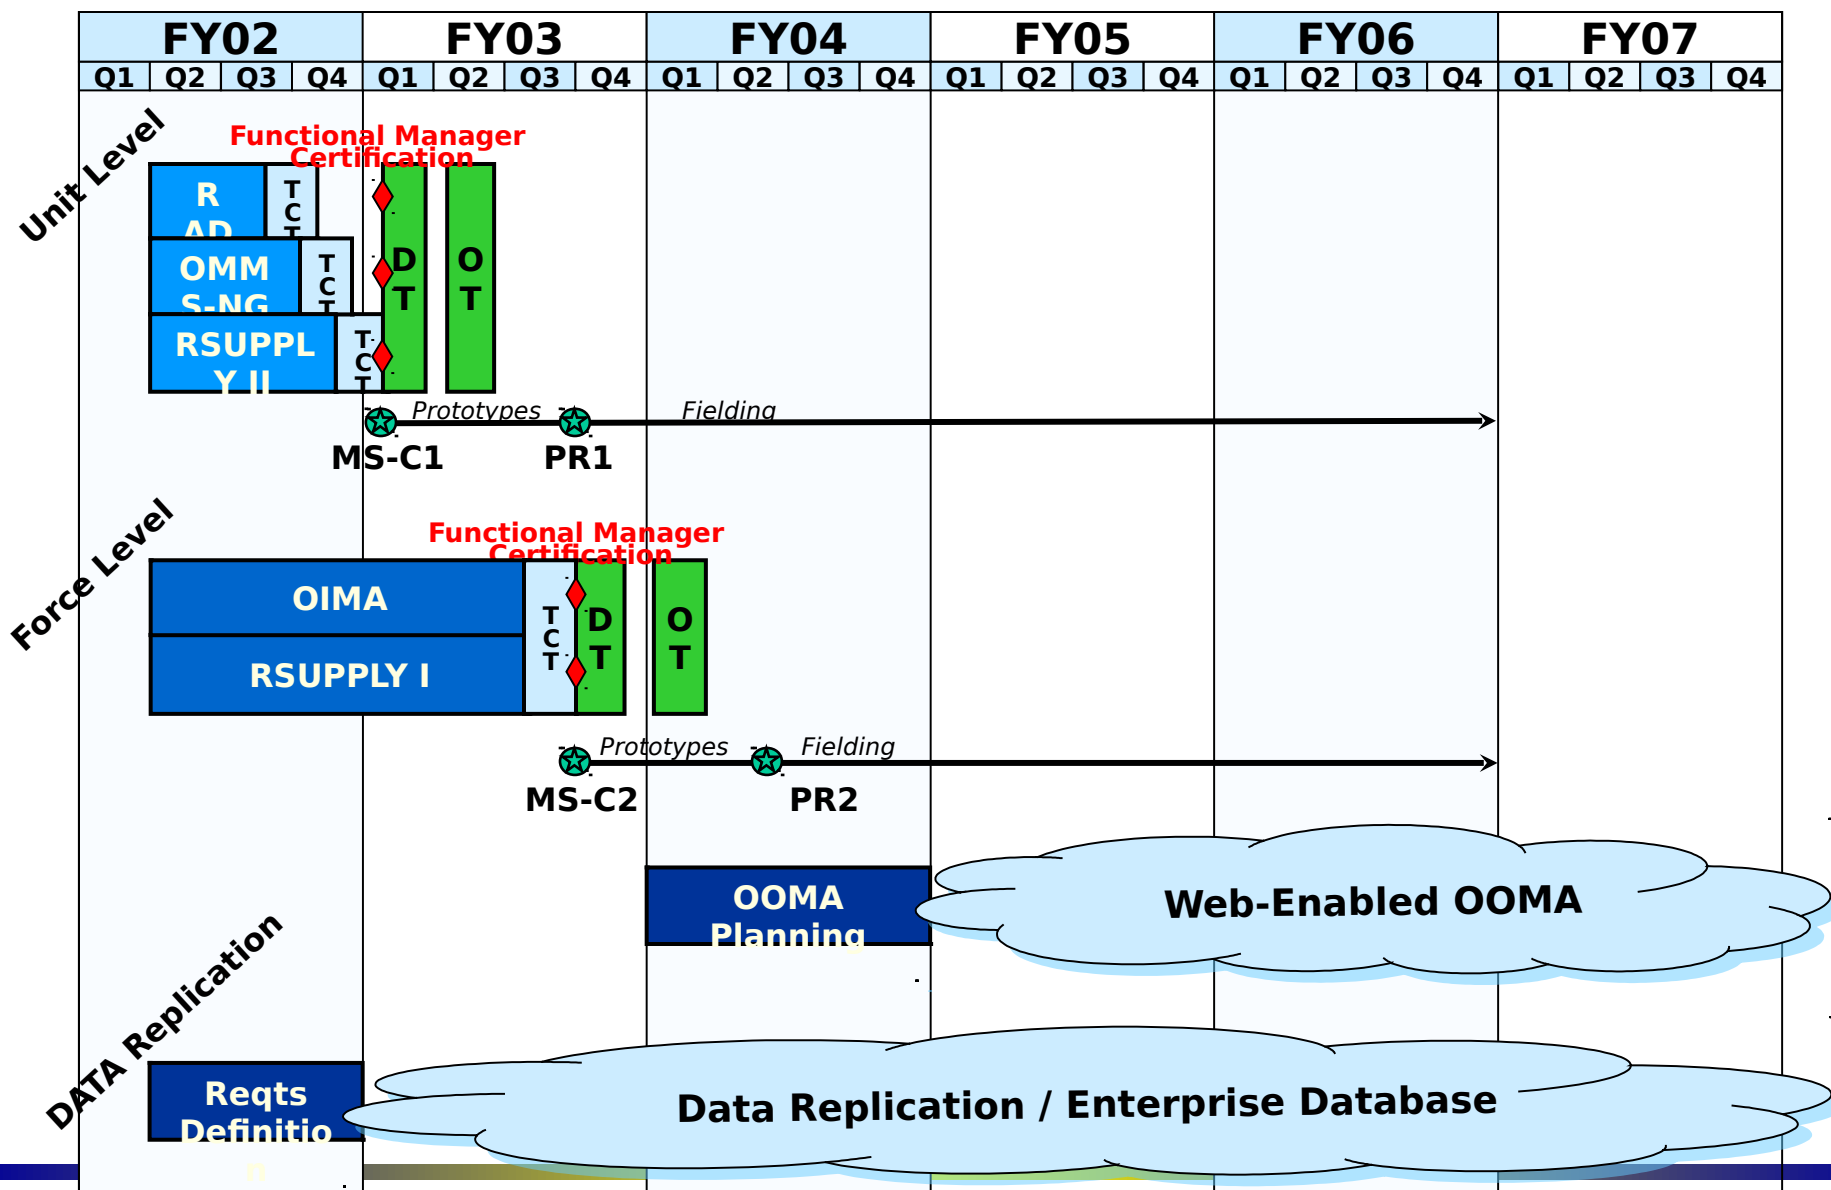 FY02 FY03 FY04 FY05 FY06 FY07
Q1 Q2 Q3 Q4 Q1 Q2 Q3 Q4 Q1 Q2 Q3 Q4 Q1 Q2 Q3 Q4 Q1 Q2 Q3 Q4 Q1 Q2 Q3 Q4
Unit Level
Functional Manager
Certification
R
AD
T
C
T
OMM
S-NG
T
C
T
RSUPPL
Y II
T
C
T
D
T
O
T
Prototypes
Fielding
MS-C1
PR1
Force Level
Functional Manager
Certification
OIMA
RSUPPLY I
T
C
T
D
T
O
T
Prototypes
Fielding
MS-C2
PR2
OOMA
Planning
Web-Enabled OOMA
DATA Replication
Reqts
Definitio
n
Data Replication / Enterprise Database